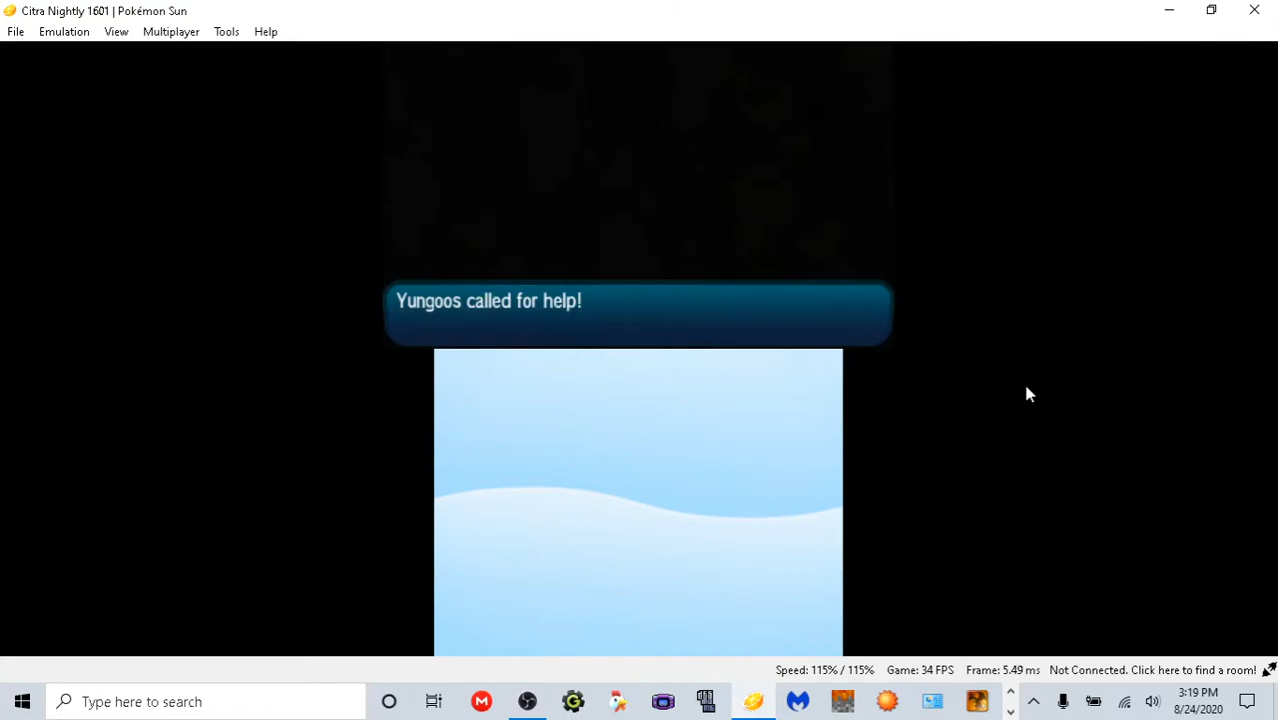 Citra Nightly 1601 | Pokémon Sun
File Emulation View Multiplayer Tools Help
Yungoos called for help!
Speed: 115% / 115% Game: 34 FPS Frame: 5.49 ms Not Connected. Click here to find a room!
Type here to search
3:19 PM
8/24/2020